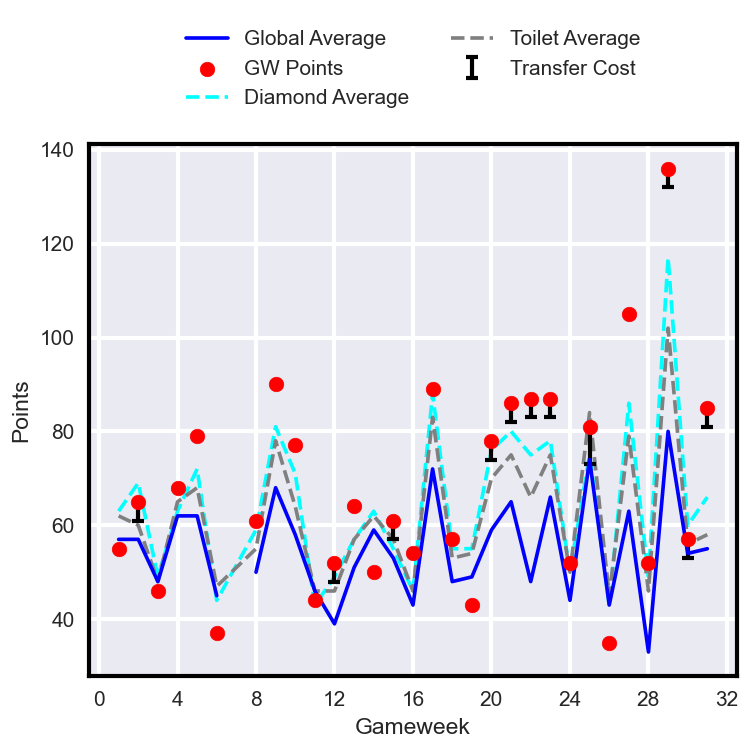 Global Average
GW Points
Diamond Average
Toilet Average
Transfer Cost
140
120
100
80
60
40
Points
0 4 8 12 16 20 24 28 32
Gameweek